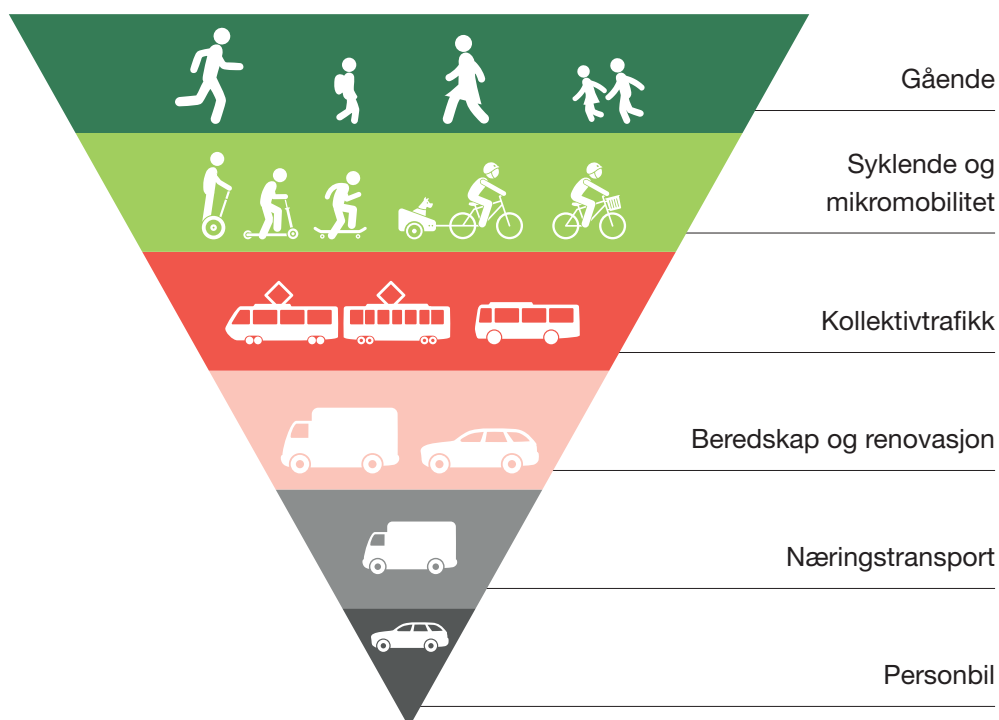 Gående
Syklende og
mikromobilitet
Kollektivtrafikk
Beredskap og renovasjon
Næringstransport
Personbil